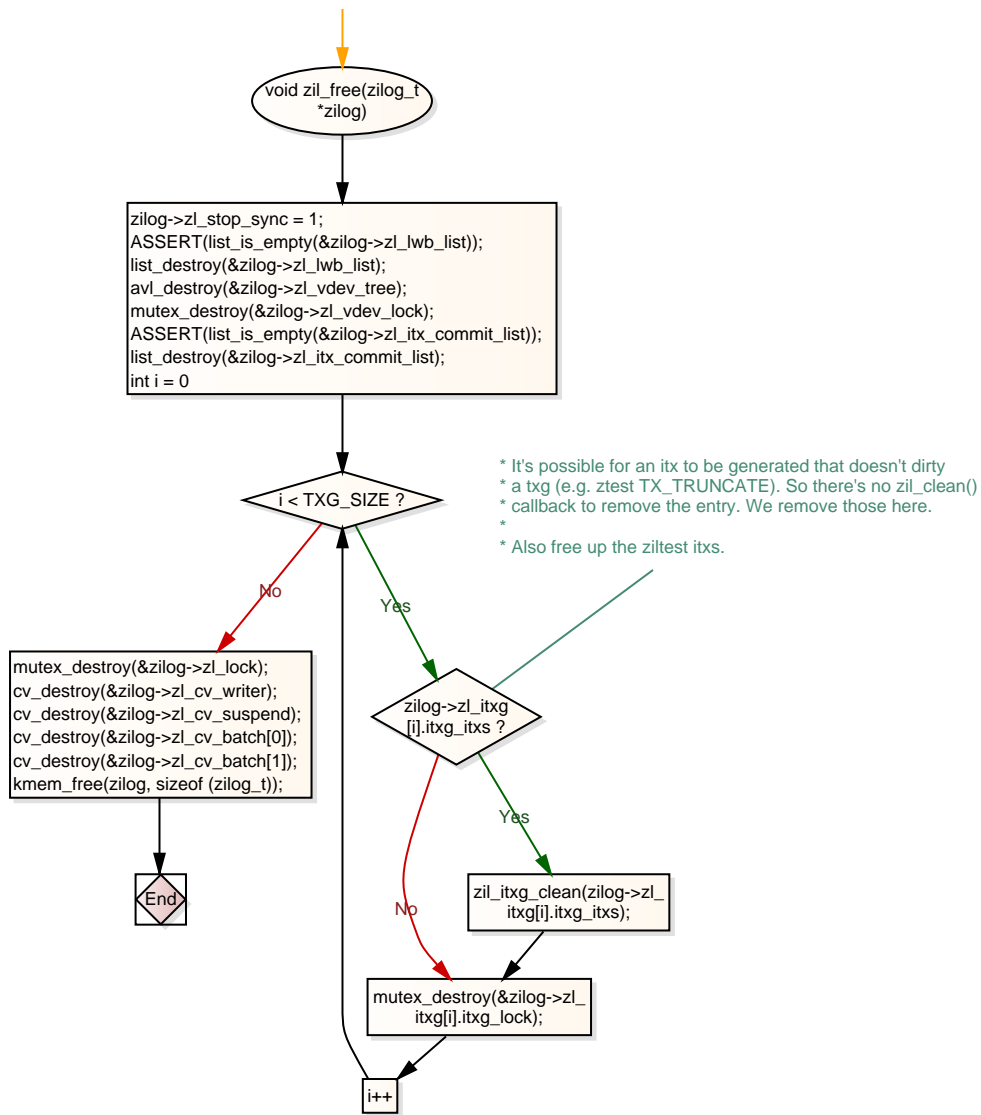 void zil_free(zilog_t
*zilog)
zilog->zl_stop_sync = 1;
ASSERT(list_is_empty(&zilog->zl_lwb_list));
list_destroy(&zilog->zl_lwb_list);
avl_destroy(&zilog->zl_vdev_tree);
mutex_destroy(&zilog->zl_vdev_lock);
ASSERT(list_is_empty(&zilog->zl_itx_commit_list));
list_destroy(&zilog->zl_itx_commit_list);
int i = 0
i < TXG_SIZE ?
* It's possible for an itx to be generated that doesn't dirty
* a txg (e.g. ztest TX_TRUNCATE). So there's no zil_clean()
* callback to remove the entry. We remove those here.
*
* Also free up the ziltest itxs.
No
Yes
mutex_destroy(&zilog->zl_lock);
cv_destroy(&zilog->zl_cv_writer);
cv_destroy(&zilog->zl_cv_suspend);
cv_destroy(&zilog->zl_cv_batch[0]);
cv_destroy(&zilog->zl_cv_batch[1]);
kmem_free(zilog, sizeof (zilog_t));
zilog->zl_itxg
[i].itxg_itxs ?
Yes
End
zil_itxg_clean(zilog->zl_
itxg[i].itxg_itxs);
No
mutex_destroy(&zilog->zl_
itxg[i].itxg_lock);
i++